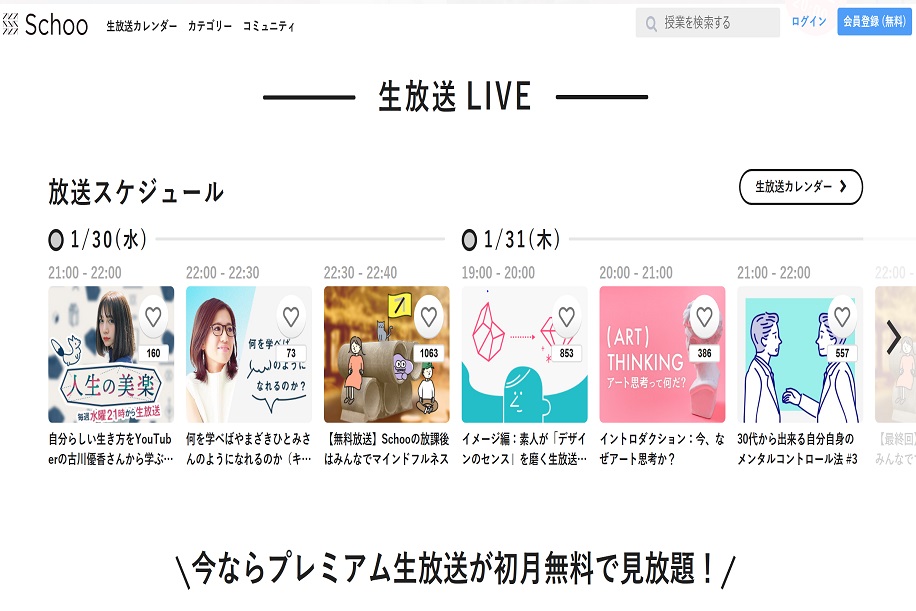 Schoo 生放送カレンダー カテゴリー コミュニティ 授業を検索する ログイン 会員登録 (無料)
生放送 LIVE
放送スケジュール
生放送カレンダー
1/30(水)
1/31(木)
21:00 - 22:00
160
人生の美楽
毎週水曜21時から生放送
自分らしい生き方をYouTub
erの古川優香さんから学ぶ…
22:00 - 22:30
73
何を学べば
のように
なれるのか?
何を学べばやまざきひとみさ
んのようになれるのか（キ…
22:30 - 22:40
1063
【無料放送】Schooの放課後
はみんなでマインドフルネス
19:00 - 20:00
853
イメージ編：素人が「デザイ
ンのセンス」を磨く生放送…
20:00 - 21:00
386
(ART)
THINKING
アート思考って何だ?
イントロダクション：今、な
ぜアート思考か？
21:00 - 22:00
557
30代から出来る自分自身の
メンタルコントロール法 #3
22:00 -
【最終回】
みんなで
\今ならプレミアム生放送が初月無料で見放題！/